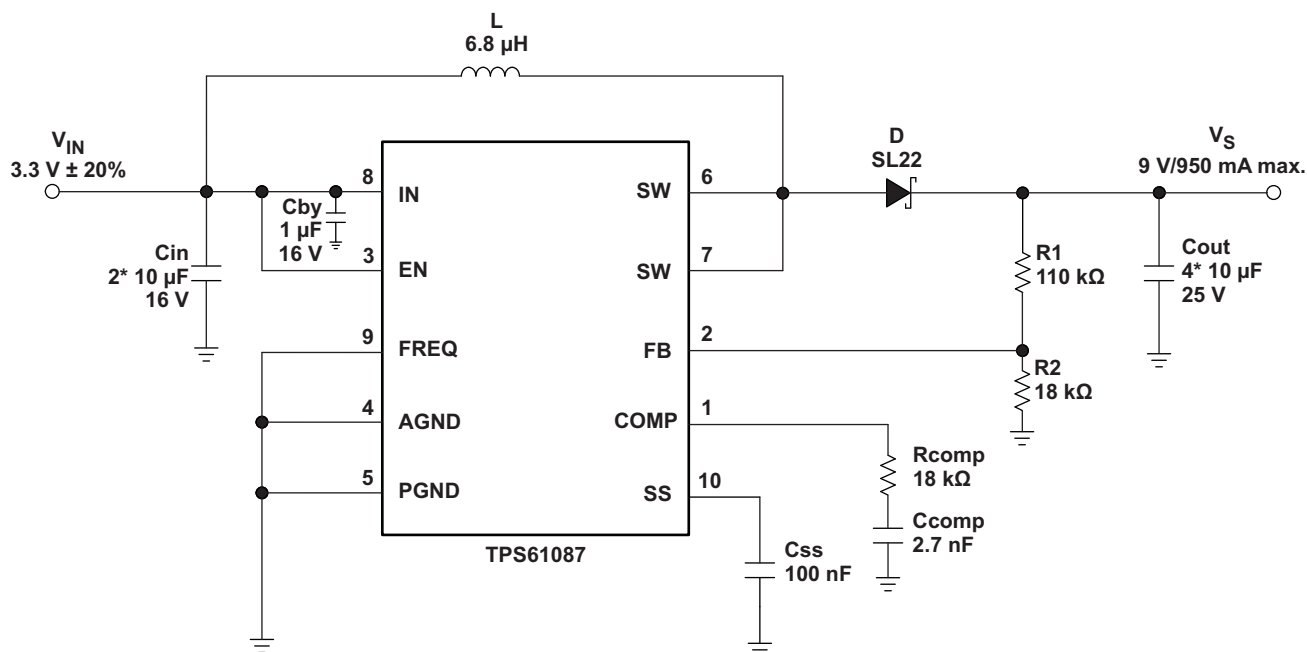 L
6.8 µH
VIN
3.3 V ± 20%
Cin
2* 10 µF
16 V
Cby
1 µF
16 V
8
IN
3
EN
9
FREQ
4
AGND
5
PGND
SW
6
SW
7
FB
2
COMP
1
SS
10
TPS61087
D
SL22
VS
9 V/950 mA max.
R1
110 kΩ
Cout
4* 10 µF
25 V
R2
18 kΩ
Rcomp
18 kΩ
Ccomp
2.7 nF
Css
100 nF